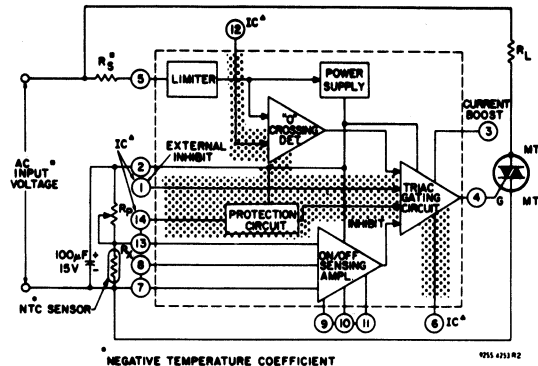 12 IC△
RS*
5
LIMITER
POWER
SUPPLY
RL
"0"
CROSSING
DET.
CURRENT
BOOST
3
IC△
EXTERNAL
INHIBIT
AC*
INPUT
VOLTAGE
2
1
MT
TRIAC
GATING
CIRCUIT
4
G
MT
RP
14
PROTECTION
CIRCUIT
INHIBIT
13
100μF
15V
+
-
RX
8
7
ON/OFF
SENSING
AMPL.
*
NTC SENSOR
9
10
11
6 IC△
*NEGATIVE TEMPERATURE COEFFICIENT
92SS 4253 R2